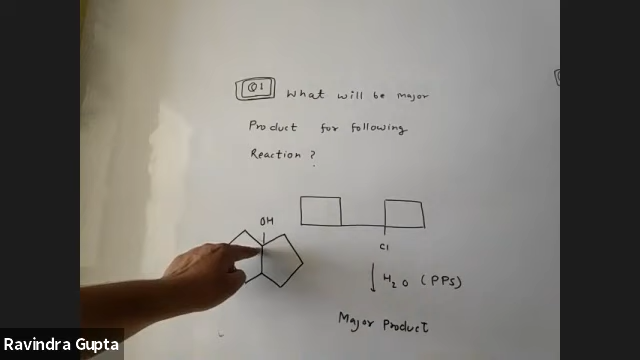 Q1 What will be major
Product for following
Reaction ?
OH
Cl
H2O (PPS)
Major Product
Ravindra Gupta